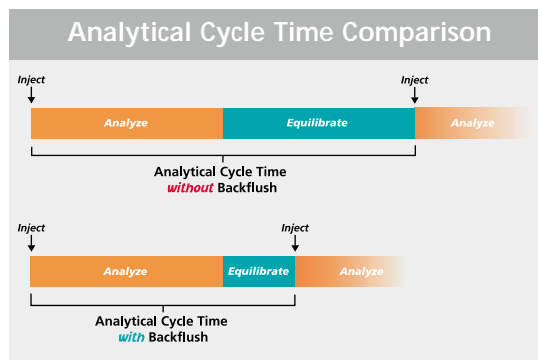 Analytical Cycle Time Comparison
Inject Inject
Analyze Equilibrate Analyze
Analytical Cycle Time
without Backflush
Inject Inject
Analyze Equilibrate Analyze
Analytical Cycle Time
with Backflush